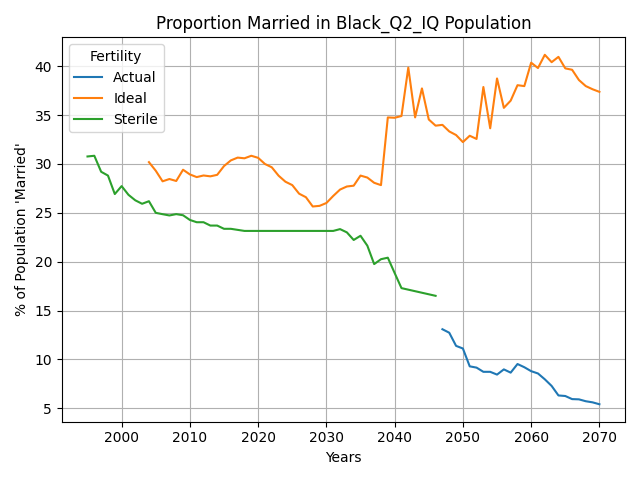 Proportion Married in Black_Q2_IQ Population
Fertility
Actual
Ideal
Sterile
% of Population 'Married'
40
35
30
25
20
15
10
5
2000 2010 2020 2030 2040 2050 2060 2070
Years